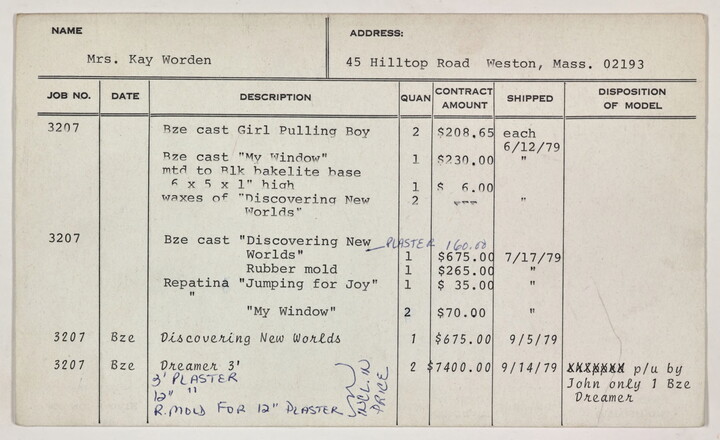 NAME
Mrs. Kay Worden
ADDRESS:
45 Hilltop Road Weston, Mass. 02193
JOB NO. DATE DESCRIPTION QUAN CONTRACT AMOUNT SHIPPED DISPOSITION OF MODEL
3207 Bze cast Girl Pulling Boy 2 $208.65 each
6/12/79
Bze cast "My Window" 1 $230.00 "
mtd to Blk bakelite base
6 x 5 x 1" high 1 $ 6.00
waxes of "Discovering New 2 --- "
Worlds"
3207 Bze cast "Discovering New PLASTER 160.00
Worlds" 1 $675.00 7/17/79
Rubber mold 1 $265.00 "
Repatina "Jumping for Joy" 1 $ 35.00 "
"
"My Window" 2 $70.00 "
3207 Bze Discovering New Worlds 1 $675.00 9/5/79
3207 Bze Dreamer 3' 2 $7400.00 9/14/79 XXXXXXX p/u by
3' PLASTER John only 1 Bze
12" " Dreamer
R. MOLD FOR 12" PLASTER INCL. IN PRICE